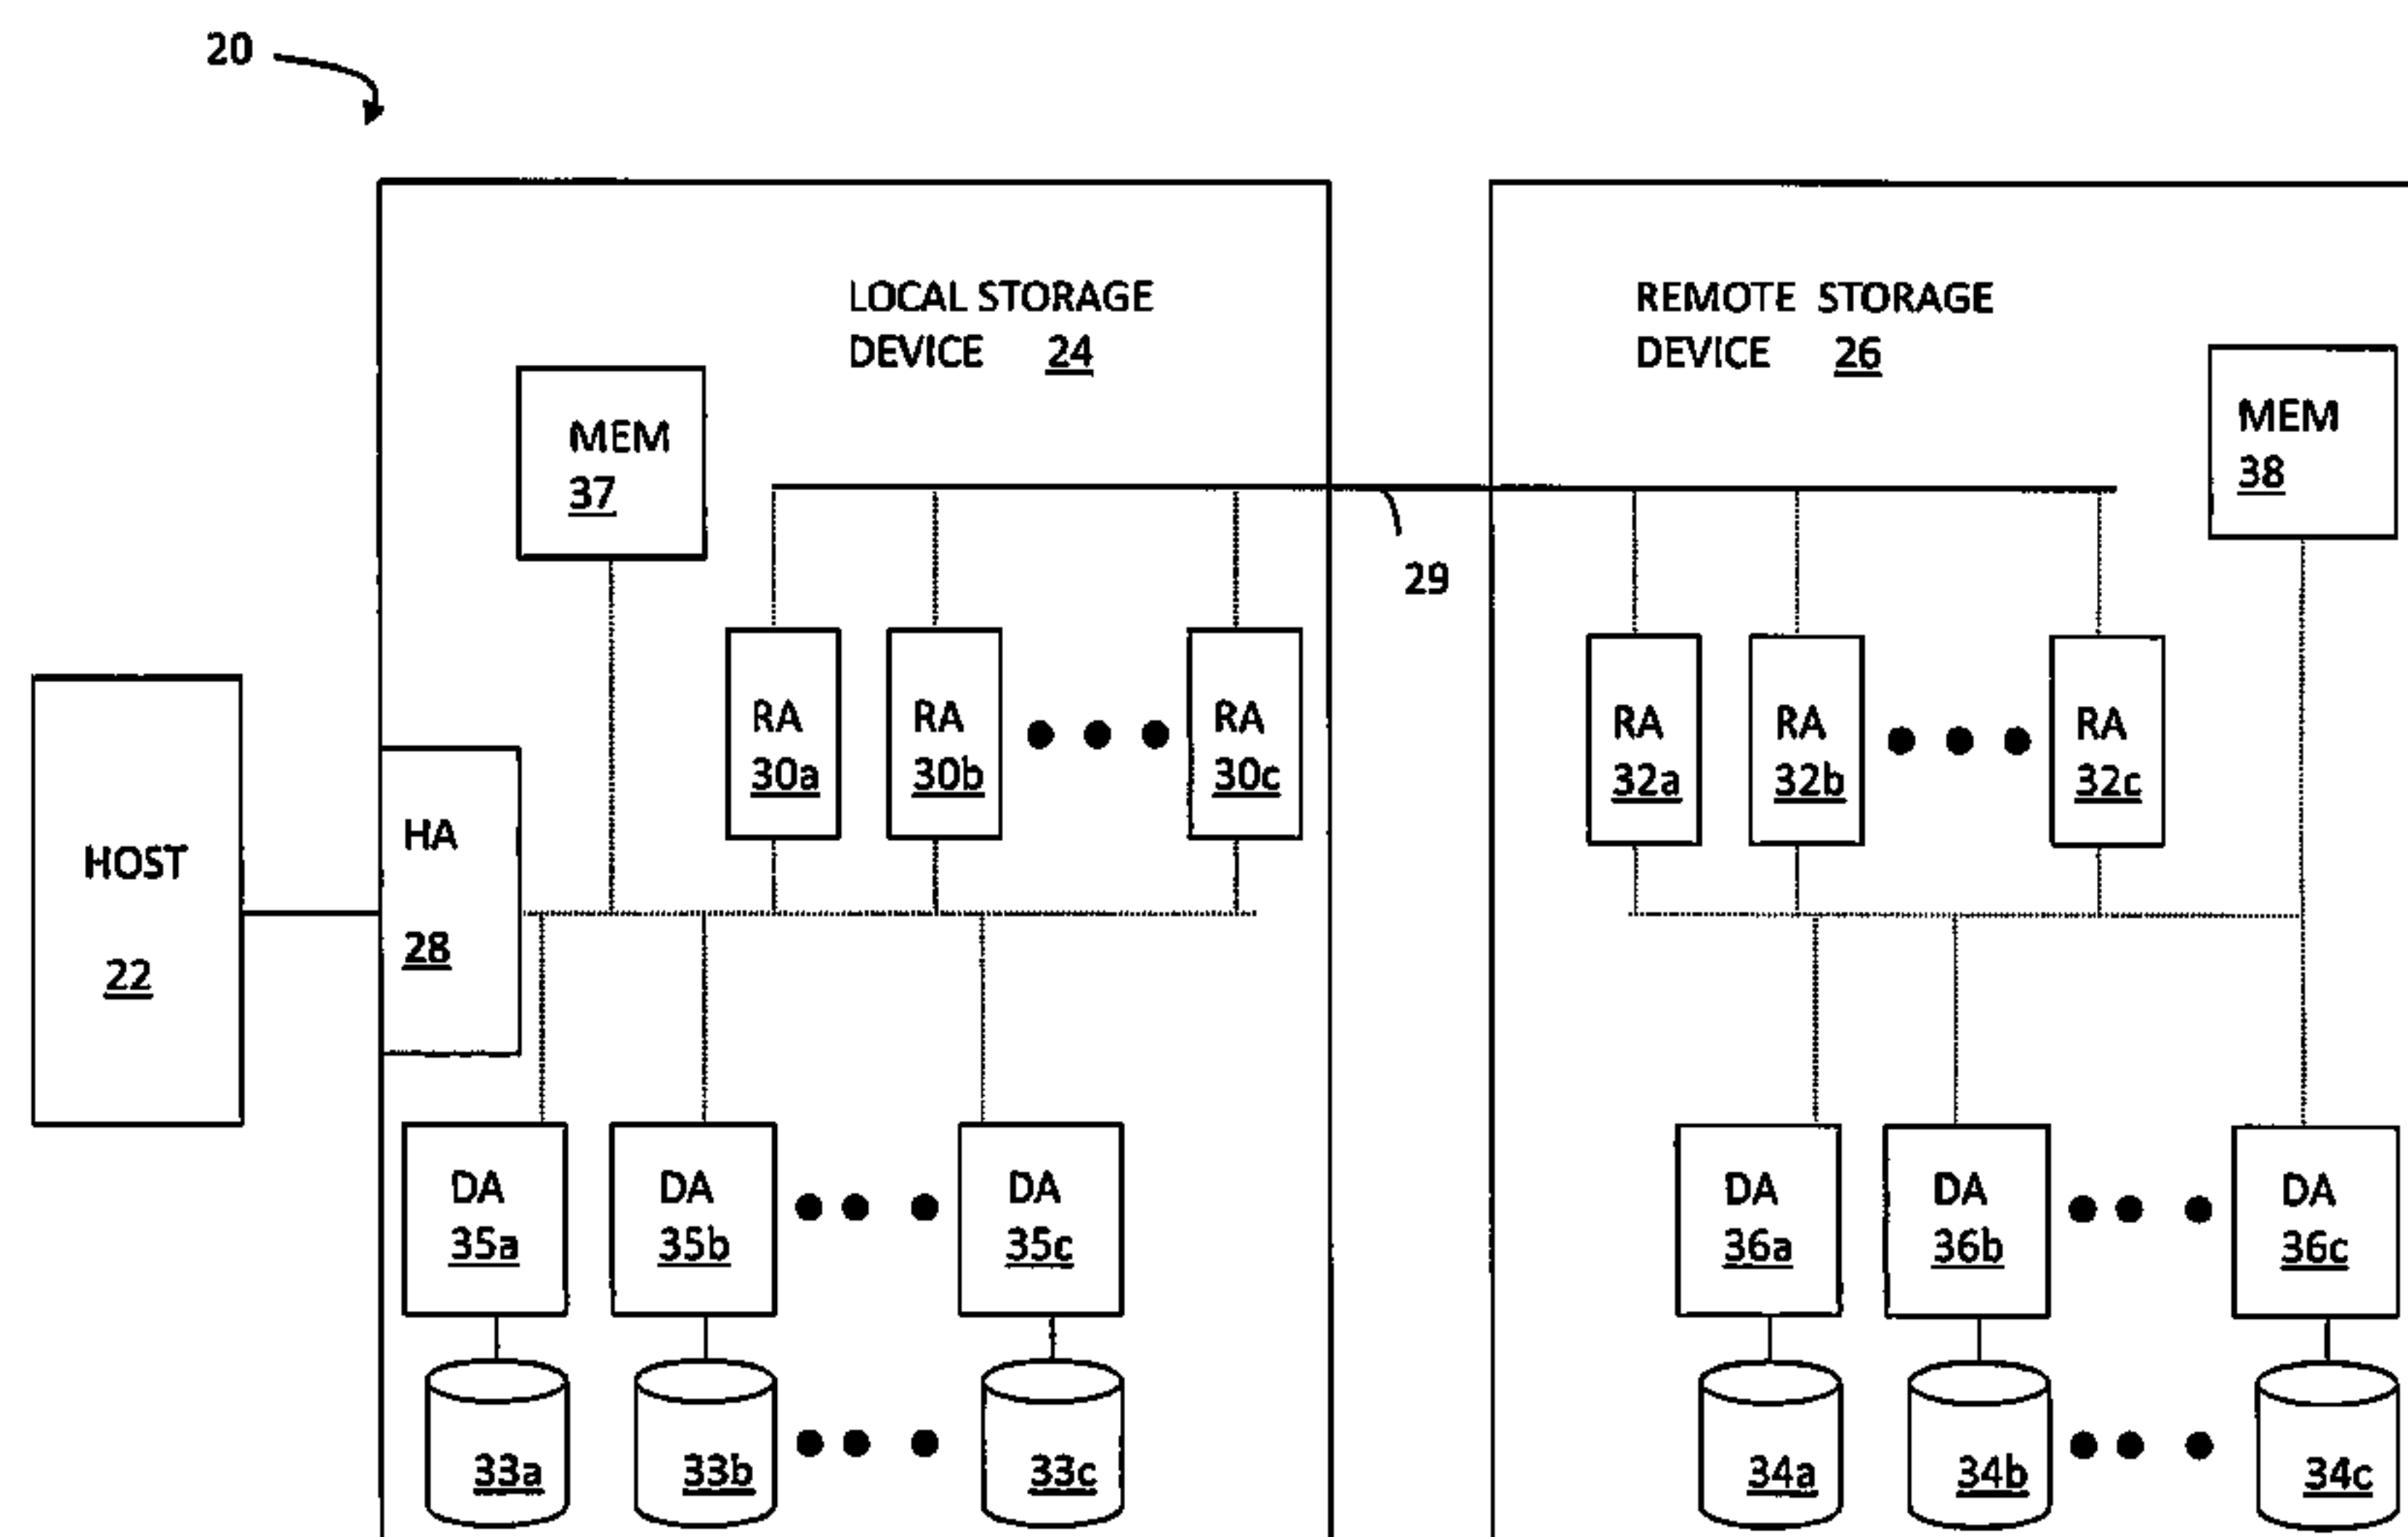 20
LOCAL STORAGE
DEVICE 24
REMOTE STORAGE
DEVICE 26
MEM
37
MEM
38
29
RA
30a
RA
30b
RA
30c
RA
32a
RA
32b
RA
32c
HOST
22
HA
28
DA
35a
DA
35b
DA
35c
DA
36a
DA
36b
DA
36c
33a
33b
33c
34a
34b
34c